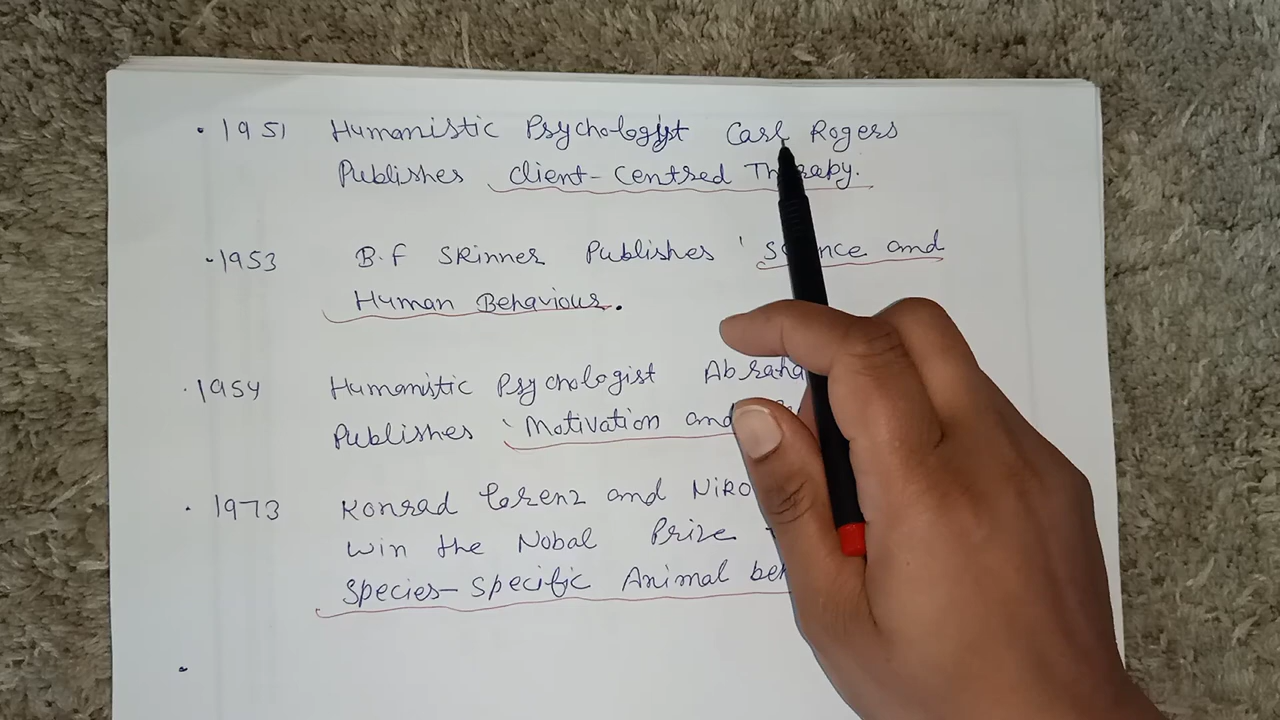 • 1951 Humanistic Psychologist Carl Rogers
Publishes Client-Centred Therapy.
• 1953 B.F Skinner Publishes 'Science and
Human Behaviour.
• 1954 Humanistic Psychologist
Publishes 'Motivation and
• 1973 Konrad Lorenz and
Win the Nobal Prize
Species-Specific Animal
•